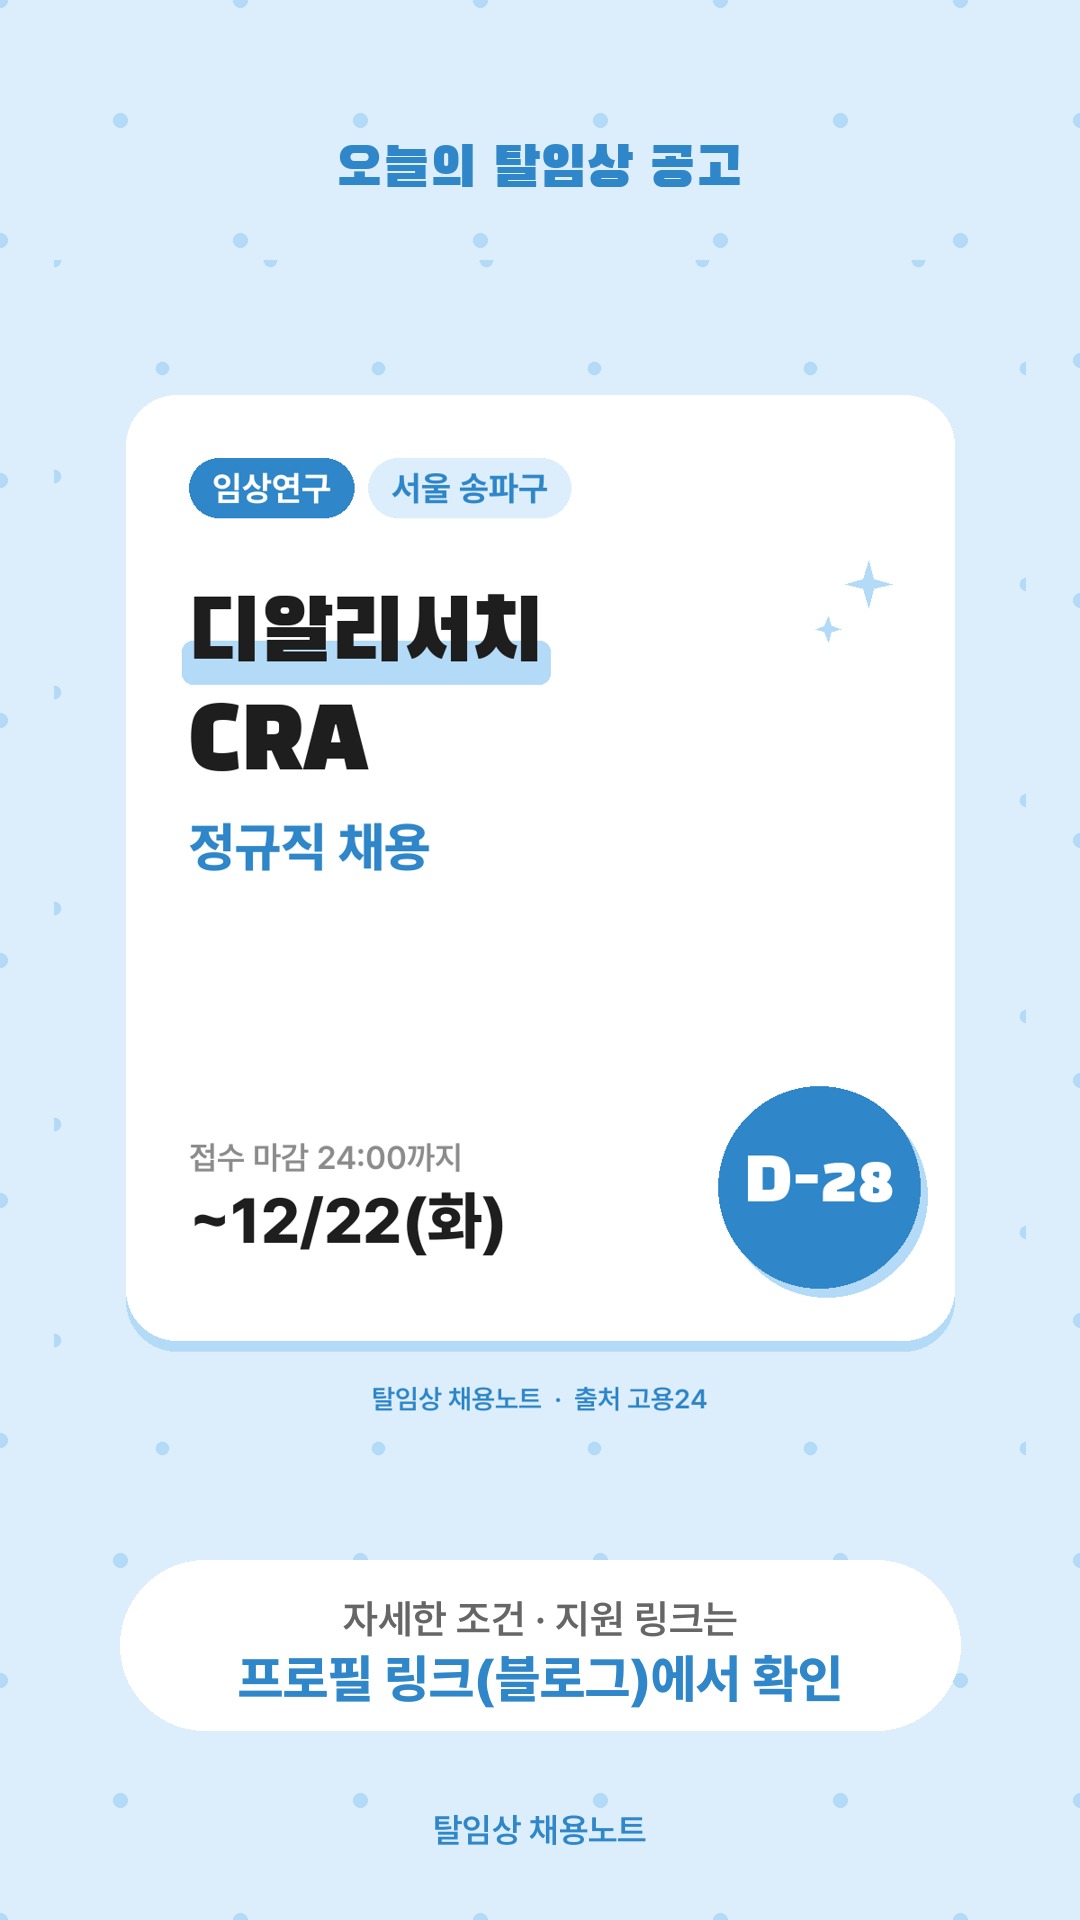 오늘의 탈임상 공고
임상연구 서울 송파구
디알리서치
CRA
정규직 채용
접수 마감 24:00까지
~12/22(화)
D-28
탈임상 채용노트 · 출처 고용24
자세한 조건 · 지원 링크는
프로필 링크(블로그)에서 확인
탈임상 채용노트